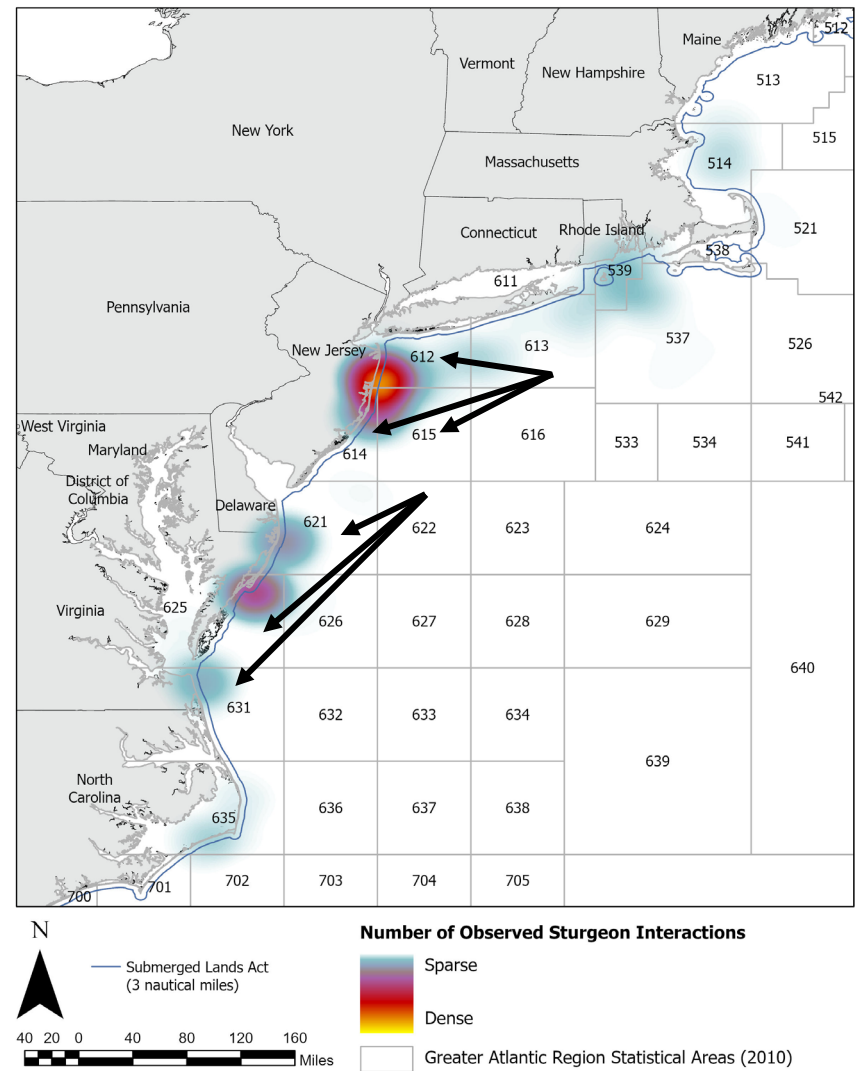 512
Maine
Vermont
New Hampshire
513
New York
515
Massachusetts
514
Connecticut
Rhode Island
521
538
539
611
Pennsylvania
New Jersey
612
613
537
526
542
West Virginia
Maryland
614
615
616
533
534
541
District of
Columbia
Delaware
621
622
623
624
Virginia
625
626
627
628
629
640
631
632
633
634
639
North
Carolina
635
636
637
638
700
701
702
703
704
705
N
Submerged Lands Act
(3 nautical miles)
40 20 0 40 80 120 160
Miles
Number of Observed Sturgeon Interactions
Sparse
Dense
Greater Atlantic Region Statistical Areas (2010)